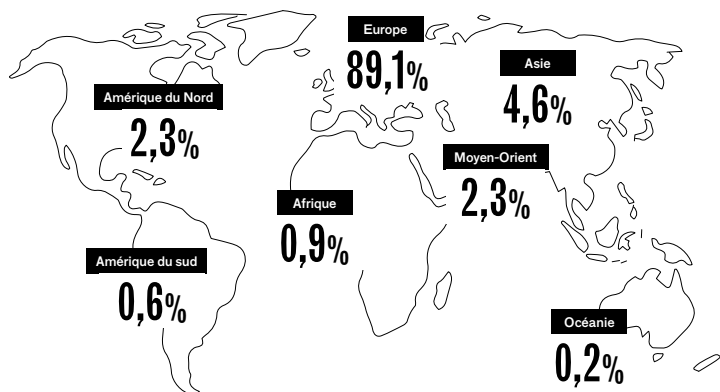 Europe
89,1%
Asie
4,6%
Amérique du Nord
2,3%
Moyen-Orient
2,3%
Afrique
0,9%
Amérique du sud
0,6%
Océanie
0,2%